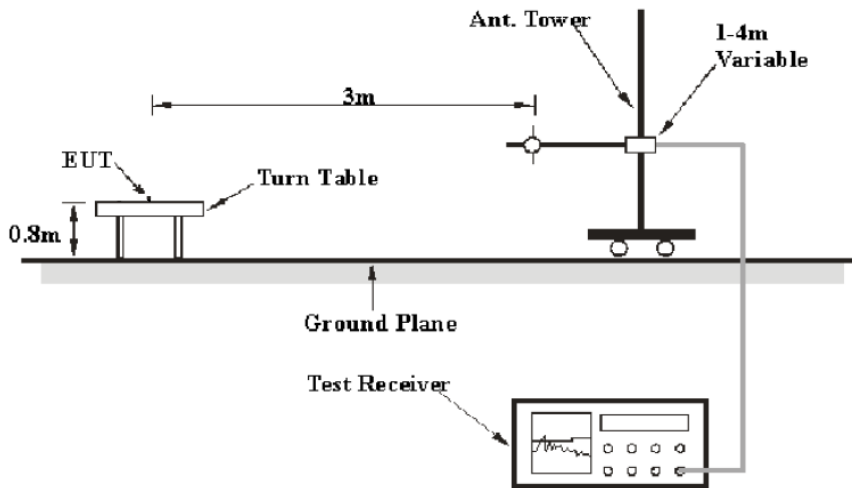 Ant. Tower
1-4m
Variable
3m
EUT
Turn Table
0.8m
Ground Plane
Test Receiver